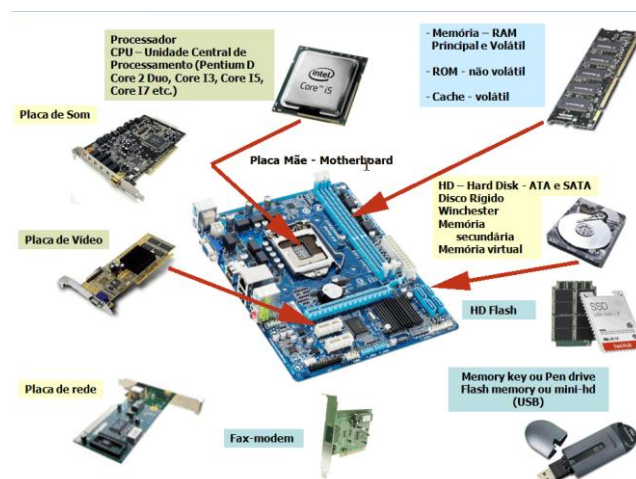 Processador
CPU – Unidade Central de
Processamento (Pentium D
Core 2 Duo, Core I3, Core I5,
Core I7 etc.)
intel
Core™ i5
- Memória – RAM
Principal e Volátil
- ROM – não volátil
- Cache - volátil
Placa de Som
Placa Mãe - Motherboard
HD – Hard Disk - ATA e SATA
Disco Rígido
Winchester
Memória
secundária
Memória virtual
Placa de Vídeo
HD Flash
SSD
SanDisk
Placa de rede
Fax-modem
Memory key ou Pen drive
Flash memory ou mini-hd
(USB)